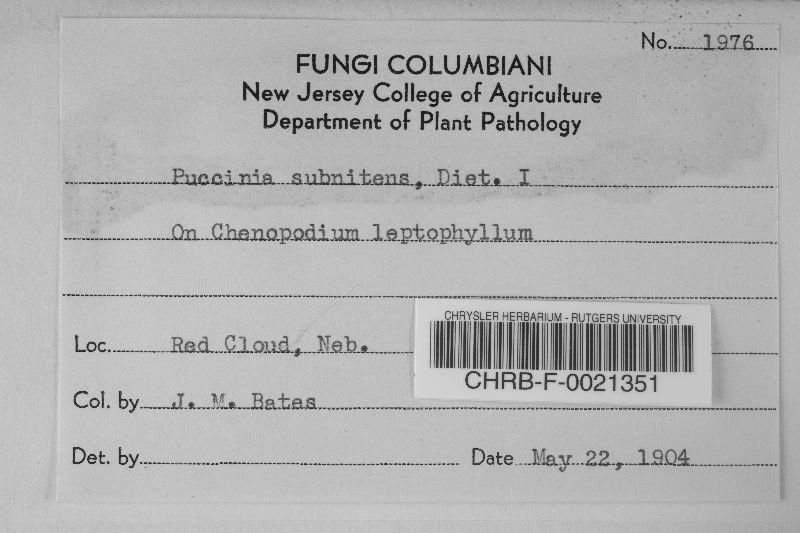 No. 1976
FUNGI COLUMBIANI
New Jersey College of Agriculture
Department of Plant Pathology
Puccinia subnitens, Diet. I
On Chenopodium leptophyllum
Loc. Red Cloud, Neb.
CHRYSLER HERBARIUM - RUTGERS UNIVERSITY
CHRB-F-0021351
Col. by J. M. Bates
Det. by
Date May 22, 1904